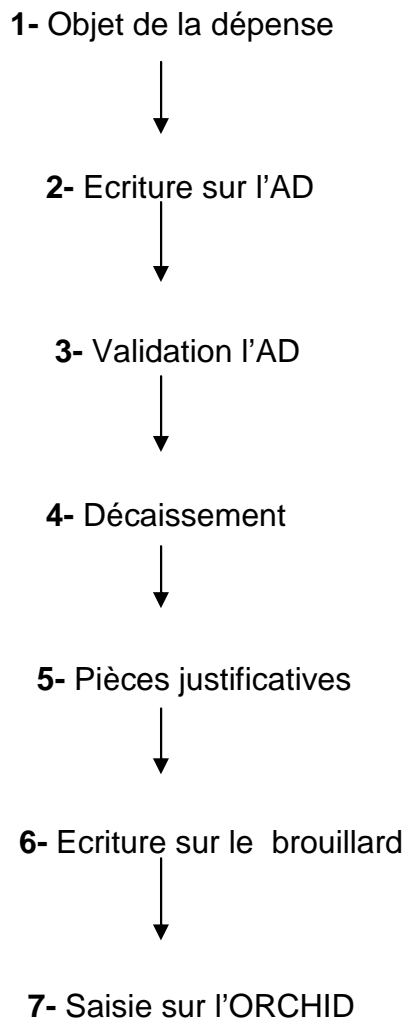 1- Objet de la dépense
2- Ecriture sur l'AD
3- Validation l'AD
4- Décaissement
5- Pièces justificatives
6- Ecriture sur le  brouillard
7- Saisie sur l'ORCHID